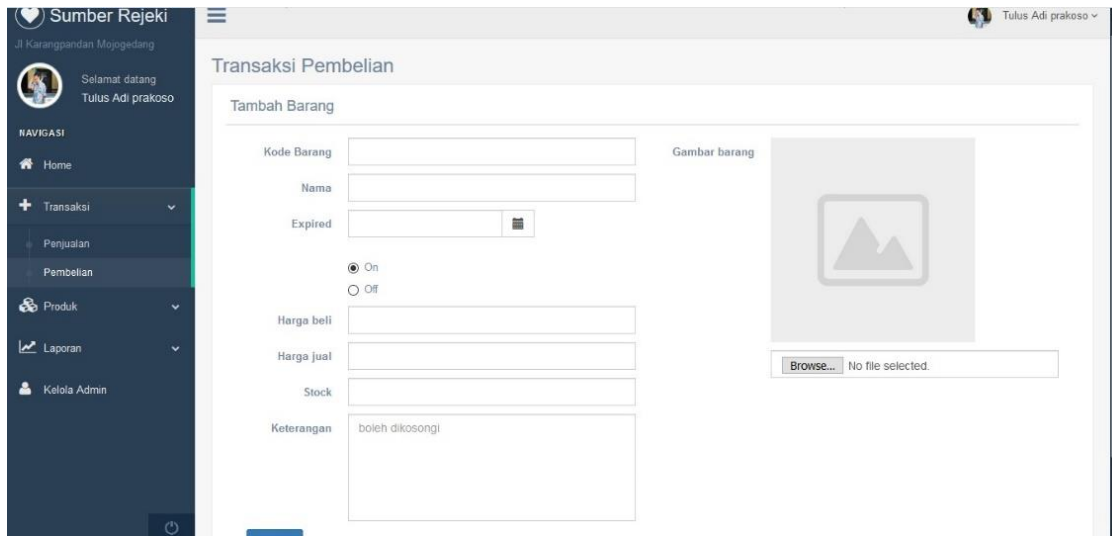 Sumber Rejeki
Jl Karangpandan Mojogedang
Selamat datang
Tulus Adi prakoso
NAVIGASI
Home
Transaksi
Penjualan
Pembelian
Produk
Laporan
Kelola Admin
Tulus Adi prakoso
Transaksi Pembelian
Tambah Barang
Kode Barang
Nama
Expired
On
Off
Harga beli
Harga jual
Stock
Keterangan
boleh dikosongi
Gambar barang
Browse... No file selected.